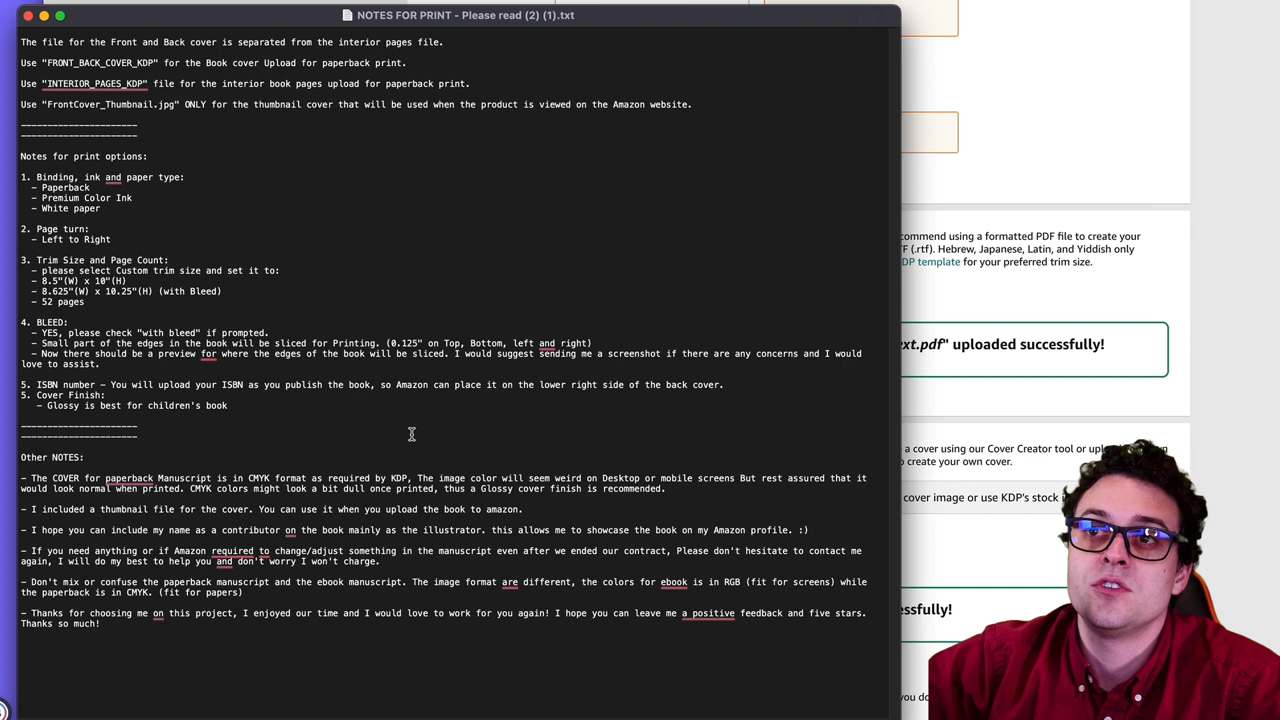 NOTES FOR PRINT - Please read (2) (1).txt
The file for the Front and Back cover is separated from the interior pages file.
Use "FRONT_BACK_COVER_KDP" for the Book cover Upload for paperback print.
Use "INTERIOR_PAGES_KDP" file for the interior book pages upload for paperback print.
Use "FrontCover_Thumbnail.jpg" ONLY for the thumbnail cover that will be used when the product is viewed on the Amazon website.
Notes for print options:
1. Binding, ink and paper type:
- Paperback
- Premium Color Ink
- White paper
2. Page turn:
- Left to Right
3. Trim Size and Page Count:
- please select Custom trim size and set it to:
- 8.5"(W) x 10"(H)
- 8.625"(W) x 10.25"(H) (with Bleed)
- 52 pages
4. BLEED:
- YES, please check "with bleed" if prompted.
- Small part of the edges in the book will be sliced for Printing. (0.125" on Top, Bottom, left and right)
- Now there should be a preview for where the edges of the book will be sliced. I would suggest sending me a screenshot if there are any concerns and I would
love to assist.
5. ISBN number - You will upload your ISBN as you publish the book, so Amazon can place it on the lower right side of the back cover.
5. Cover Finish:
- Glossy is best for children's book
Other NOTES:
- The COVER for paperback Manuscript is in CMYK format as required by KDP, The image color will seem weird on Desktop or mobile screens But rest assured that it
would look normal when printed. CMYK colors might look a bit dull once printed, thus a Glossy cover finish is recommended.
- I included a thumbnail file for the cover. You can use it when you upload the book to amazon.
- I hope you can include my name as a contributor on the book mainly as the illustrator. this allows me to showcase the book on my Amazon profile. :)
- If you need anything or if Amazon required to change/adjust something in the manuscript even after we ended our contract, Please don't hesitate to contact me
again, I will do my best to help you and don't worry I won't charge.
- Don't mix or confuse the paperback manuscript and the ebook manuscript. The image format are different, the colors for ebook is in RGB (fit for screens) while
the paperback is in CMYK. (fit for papers)
- Thanks for choosing me on this project, I enjoyed our time and I would love to work for you again! I hope you can leave me a positive feedback and five stars.
Thanks so much!
commend using a formatted PDF file to create your
F (.rtf). Hebrew, Japanese, Latin, and Yiddish only
DP template for your preferred trim size.
ext.pdf" uploaded successfully!
a cover using our Cover Creator tool or
to create your own cover.
cover image or use KDP's stock
essfully!
you